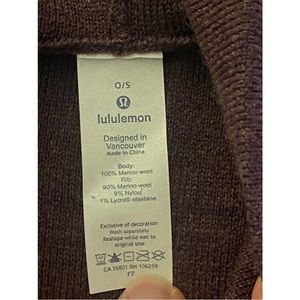 O/S
lululemon
Designed in
Vancouver
Made in China
Body:
100% Merino wool
Rib:
90% Merino wool
9% Nylon
1% Lycra® elastane
Exclusive of decoration
Wash separately
Reshape while wet to
original size
CA 35801 RN 106259
F7